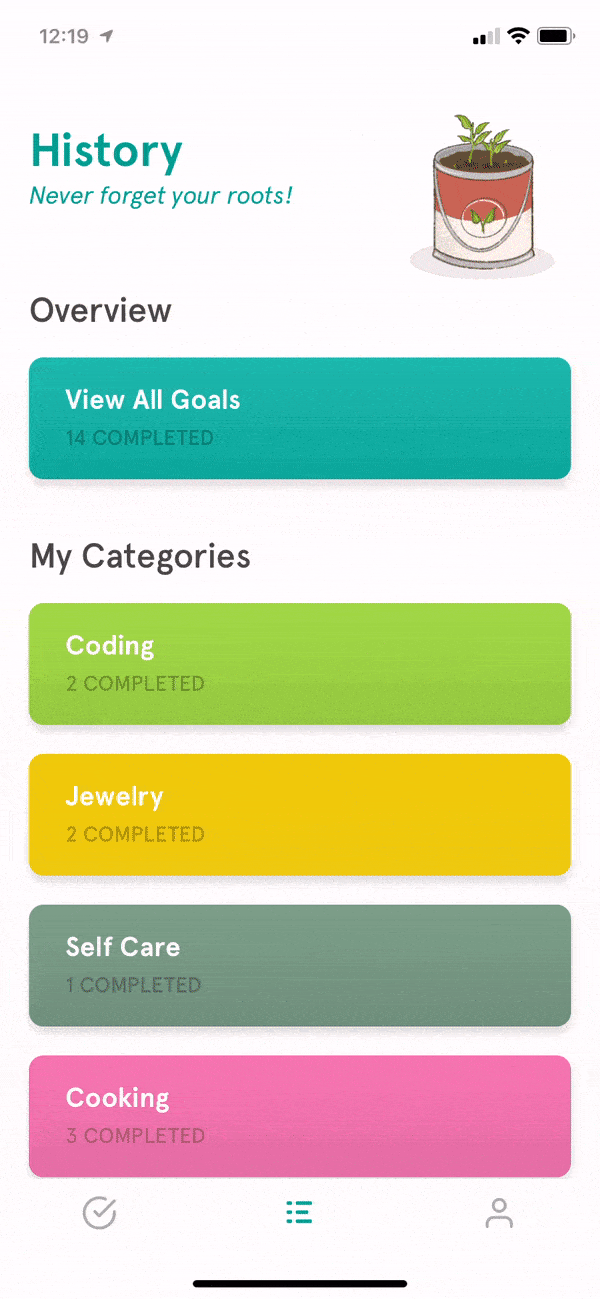 12:19
History
Never forget your roots!
Overview
View All Goals
14 COMPLETED
My Categories
Coding
2 COMPLETED
Jewelry
2 COMPLETED
Self Care
1 COMPLETED
Cooking
3 COMPLETED